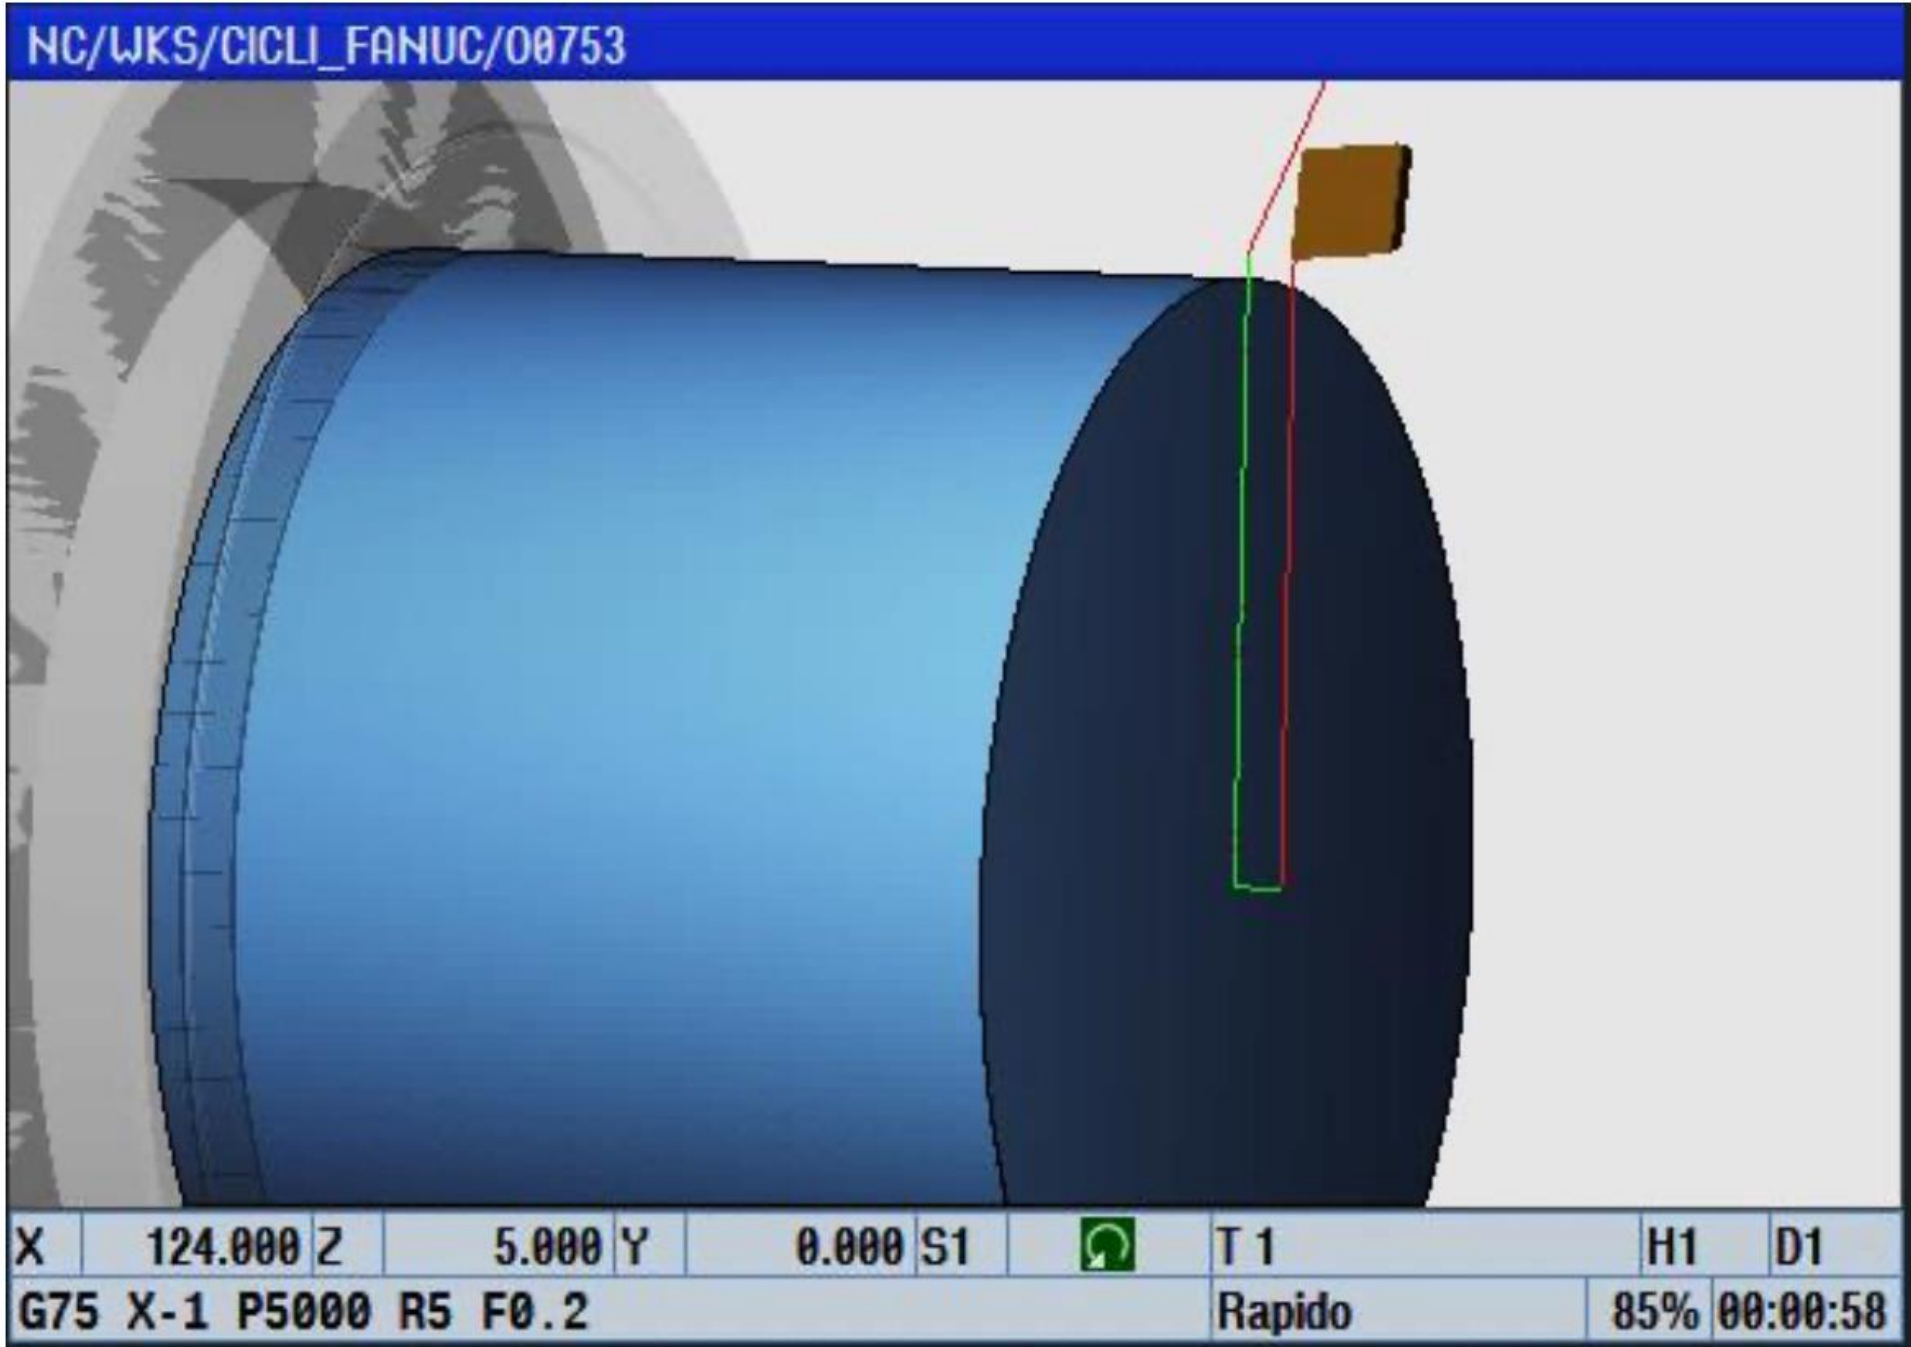 NC/WKS/CICLI_FANUC/O0753
X 124.000 Z 5.000 Y 0.000 S1 T 1 H1 D1
G75 X-1 P5000 R5 F0.2 Rapido 85% 00:00:58